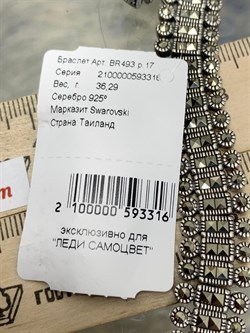 Браслет Арт. BR493 р.17
Серия 2100000593316
Вес, г. 36,29
Серебро 925°
Марказит Swarovski
Страна Таиланд
2 100000 593316
эксклюзивно для
"ЛЕДИ САМОЦВЕТ"